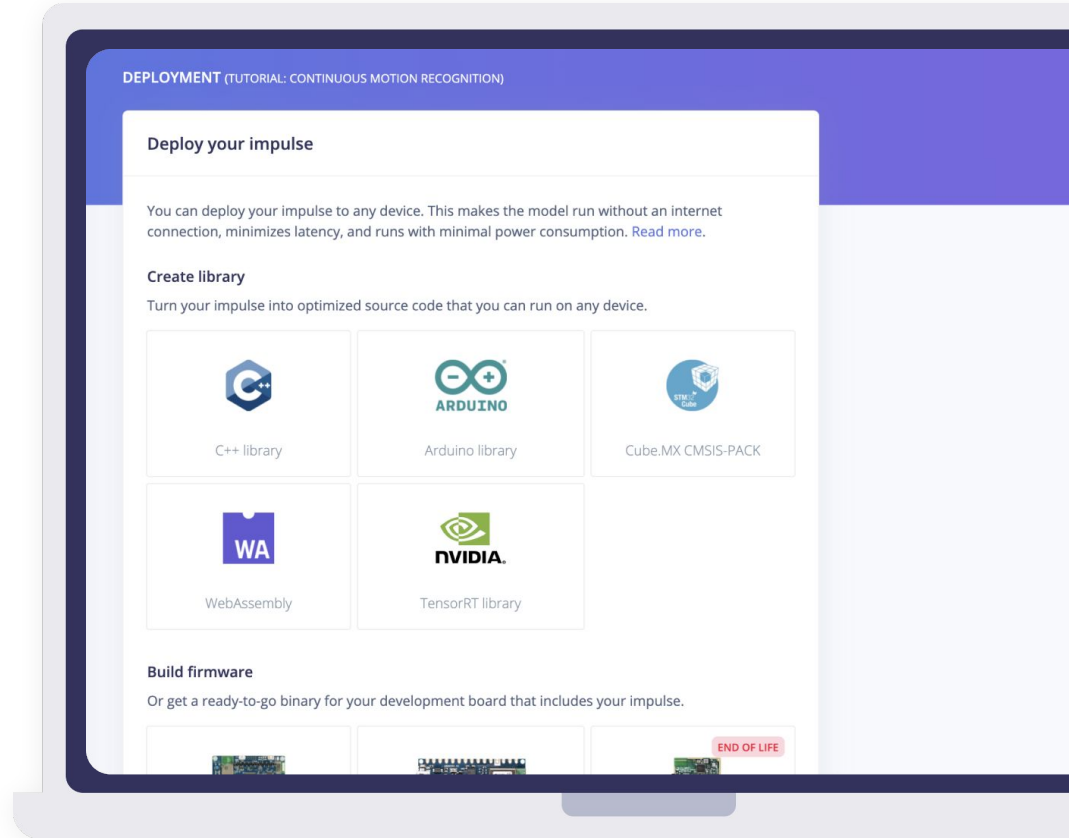 DEPLOYMENT (TUTORIAL: CONTINUOUS MOTION RECOGNITION)
Deploy your impulse
You can deploy your impulse to any device. This makes the model run without an internet
connection, minimizes latency, and runs with minimal power consumption. Read more.
Create library
Turn your impulse into optimized source code that you can run on any device.
C++
ARDUINO
STM32
Cube
C++ library
Arduino library
Cube.MX CMSIS-PACK
WA
NVIDIA.
WebAssembly
TensorRT library
Build firmware
Or get a ready-to-go binary for your development board that includes your impulse.
END OF LIFE